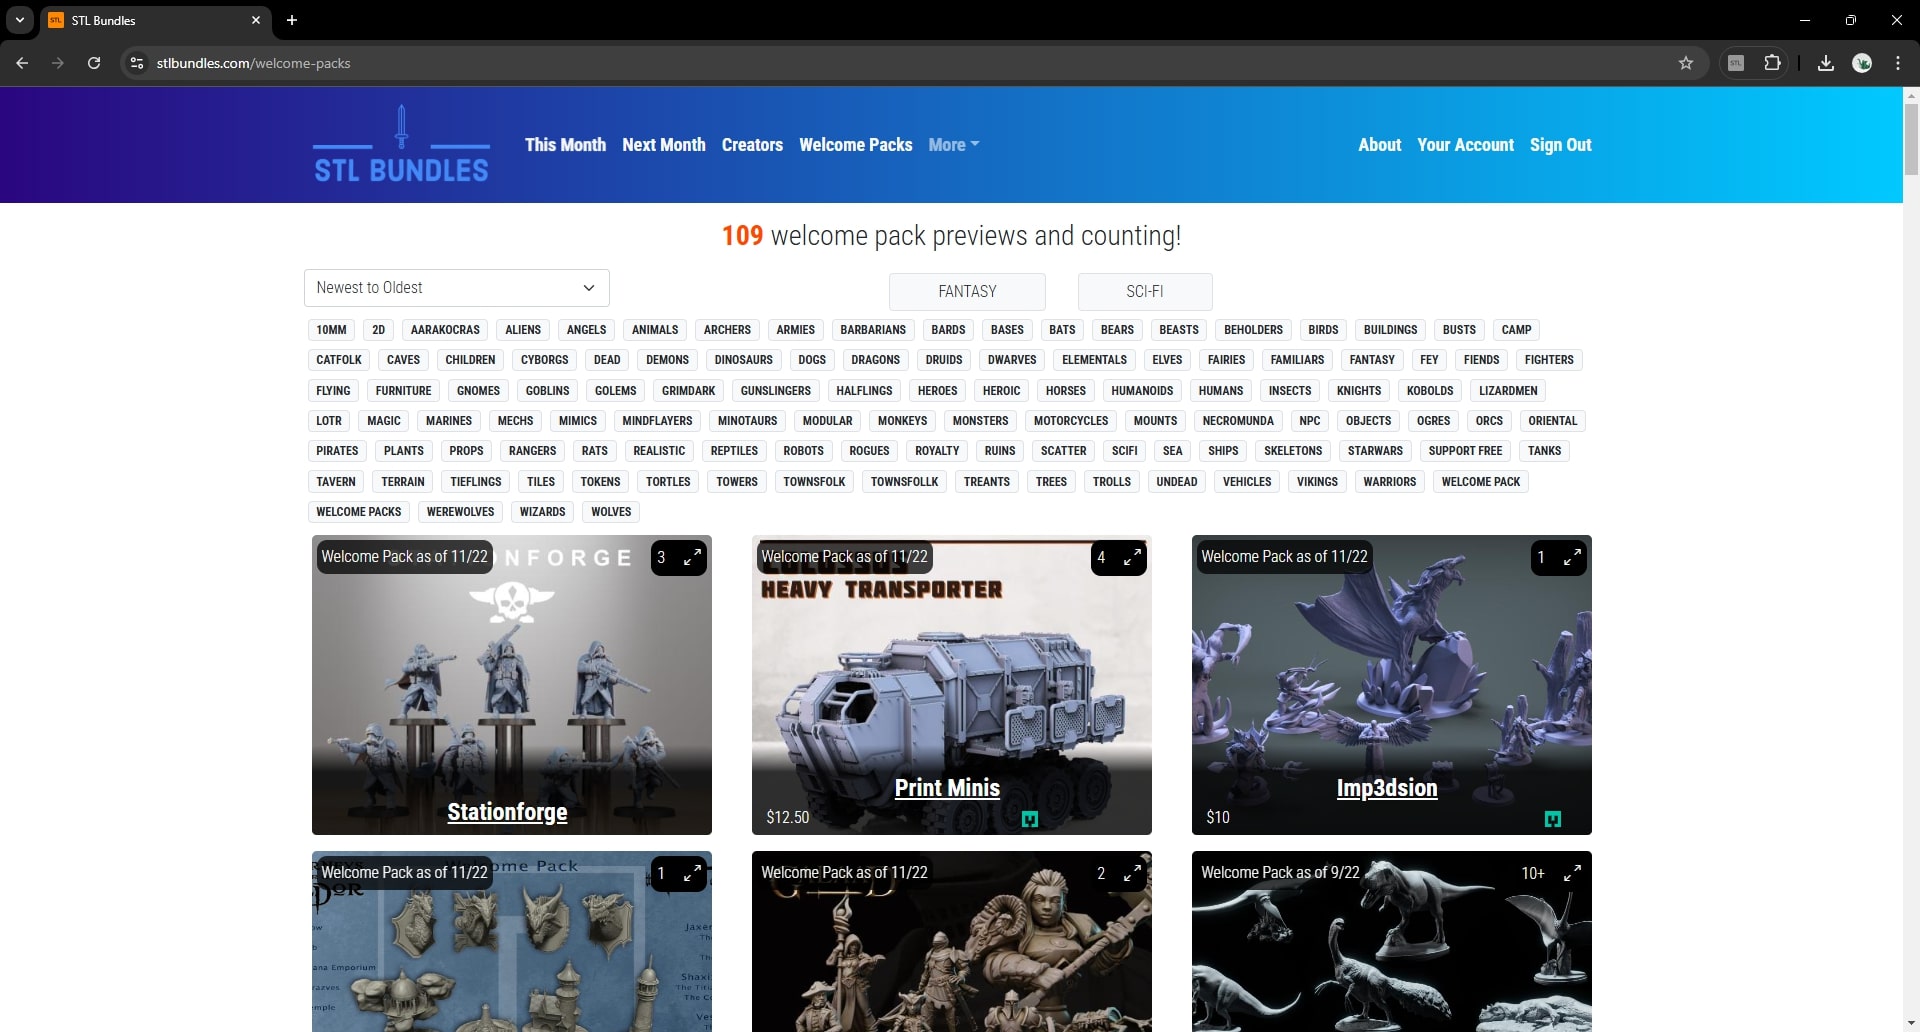 STL Bundles
stlbundles.com/welcome-packs
STL BUNDLES
This Month Next Month Creators Welcome Packs More
About Your Account Sign Out
109 welcome pack previews and counting!
Newest to Oldest
FANTASY SCI-FI
10MM 2D AARAKOCRAS ALIENS ANGELS ANIMALS ARCHERS ARMIES BARBARIANS BARDS BASES BATS BEARS BEASTS BEHOLDERS BIRDS BUILDINGS BUSTS CAMP
CATFOLK CAVES CHILDREN CYBORGS DEAD DEMONS DINOSAURS DOGS DRAGONS DRUIDS DWARVES ELEMENTALS ELVES FAIRIES FAMILIARS FANTASY FEY FIENDS FIGHTERS
FLYING FURNITURE GNOMES GOBLINS GOLEMS GRIMDARK GUNSLINGERS HALFLINGS HEROES HEROIC HORSES HUMANOIDS HUMANS INSECTS KNIGHTS KOBOLDS LIZARDMEN
LOTR MAGIC MARINES MECHS MIMICS MINDFLAYERS MINOTAURS MODULAR MONKEYS MONSTERS MOTORCYCLES MOUNTS NECROMUNDA NPC OBJECTS OGRES ORCS ORIENTAL
PIRATES PLANTS PROPS RANGERS RATS REALISTIC REPTILES ROBOTS ROGUES ROYALTY RUINS SCATTER SCIFI SEA SHIPS SKELETONS STARWARS SUPPORT FREE TANKS
TAVERN TERRAIN TIEFLINGS TILES TOKENS TORTLES TOWERS TOWNSFOLK TOWNSFOLLK TREANTS TREES TROLLS UNDEAD VEHICLES VIKINGS WARRIORS WELCOME PACK
WELCOME PACKS WEREWOLVES WIZARDS WOLVES
Welcome Pack as of 11/22 NFORGE 3
Stationforge
Welcome Pack as of 11/22 4
HEAVY TRANSPORTER
Print Minis
$12.50
Welcome Pack as of 11/22 1
Imp3dsion
$10
Welcome Pack as of 11/22 1
Welcome Pack as of 11/22 2
Welcome Pack as of 9/22 10+